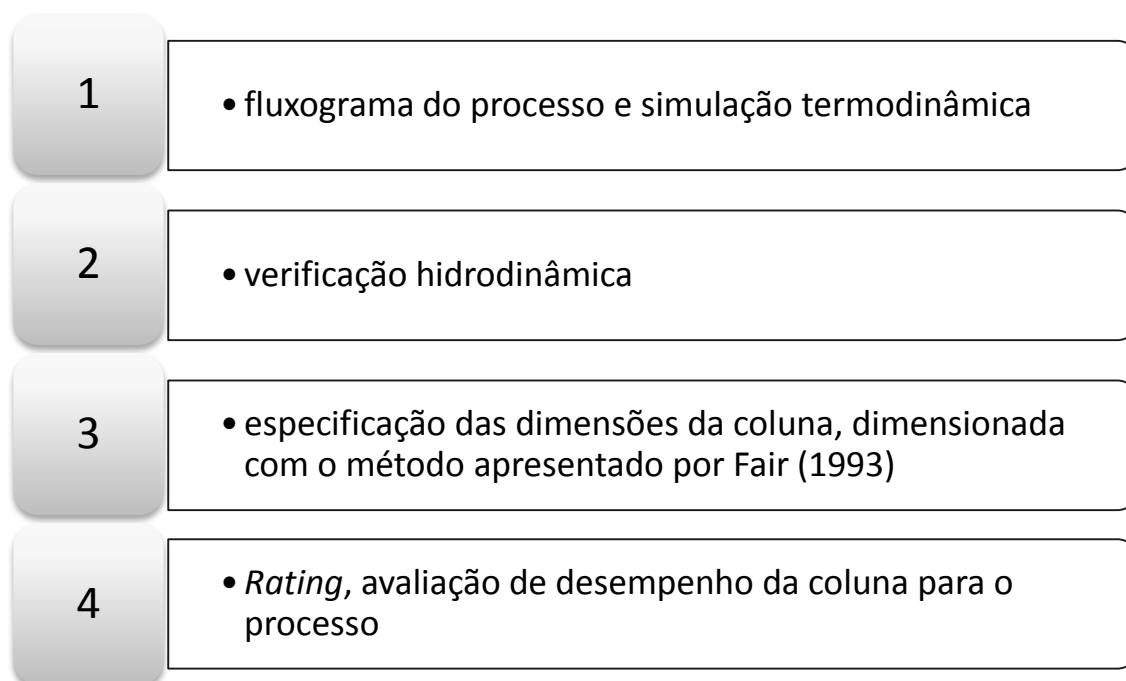 1
• fluxograma do processo e simulação termodinâmica
2
• verificação hidrodinâmica
3
• especificação das dimensões da coluna, dimensionada
com o método apresentado por Fair (1993)
4
• Rating, avaliação de desempenho da coluna para o
processo